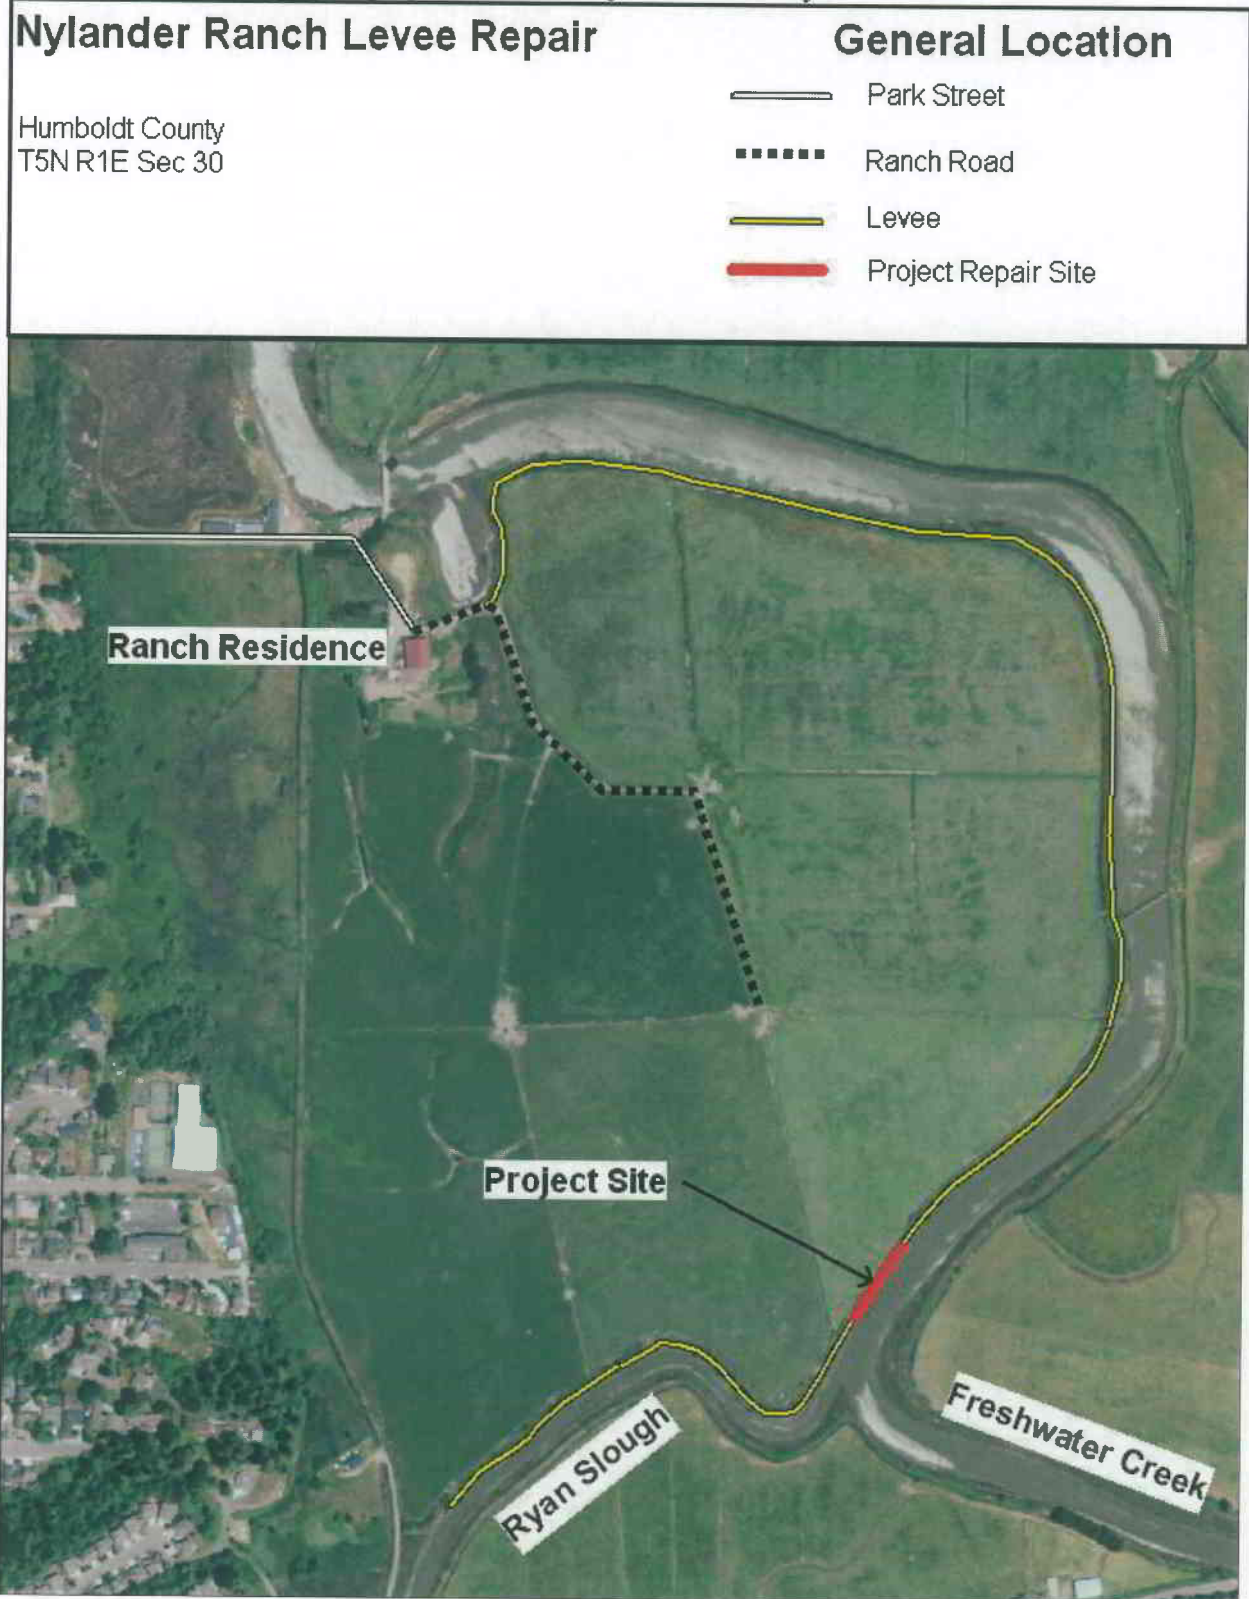 Nylander Ranch Levee Repair
General Location
Humboldt County
T5N R1E Sec 30
Park Street
Ranch Road
Levee
Project Repair Site
Ranch Residence
Project Site
Ryan Slough
Freshwater Creek